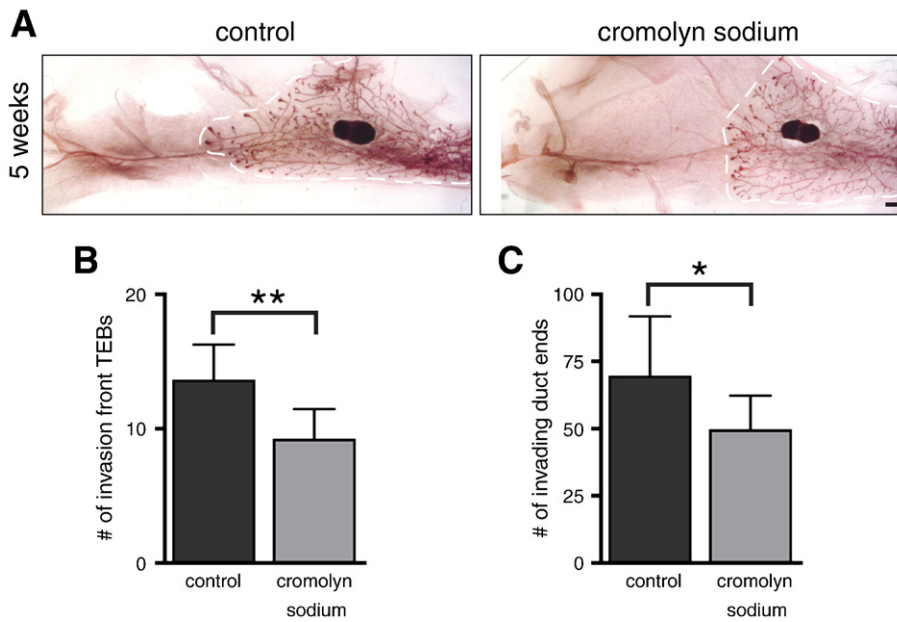 A
control
cromolyn sodium
5 weeks
B
# of invasion front TEBs
20
10
0
**
control
cromolyn
sodium
C
# of invading duct ends
100
75
50
25
0
*
control
cromolyn
sodium